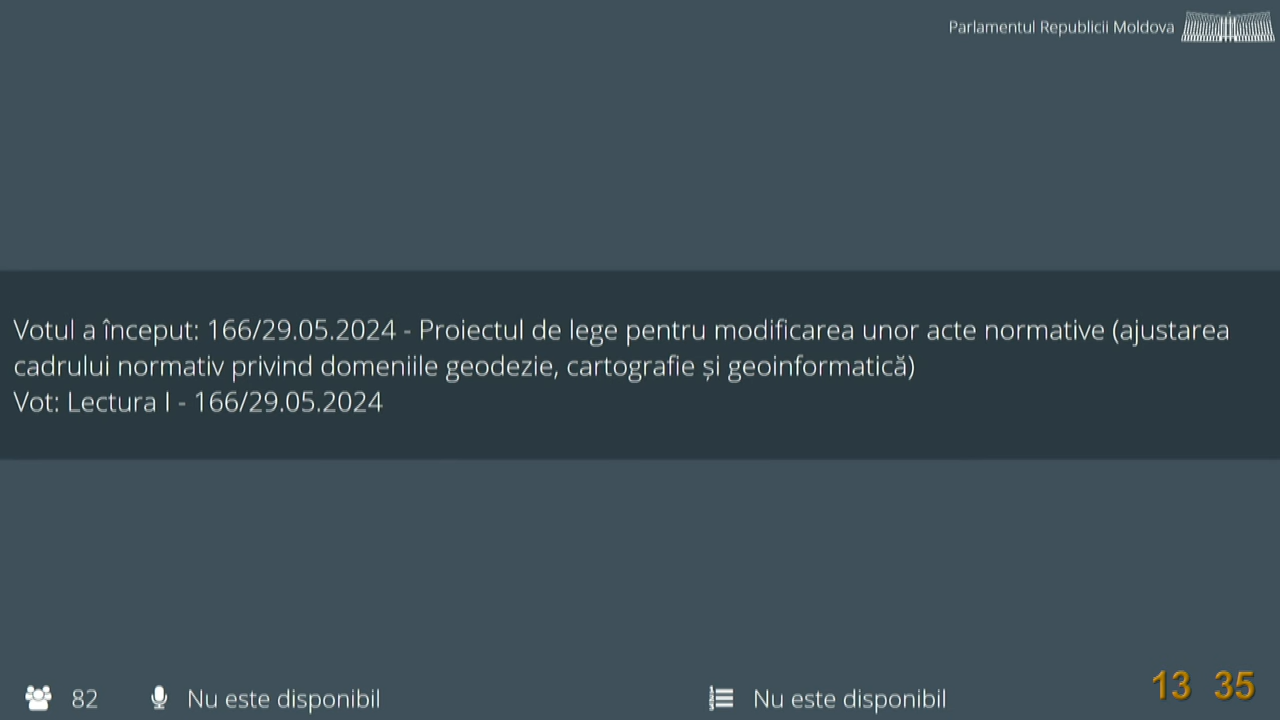 Parlamentul Republicii Moldova
Votul a început: 166/29.05.2024 - Proiectul de lege pentru modificarea unor acte normative (ajustarea
cadrului normativ privind domeniile geodezie, cartografie și geoinformatică)
Vot: Lectura I - 166/29.05.2024
82 Nu este disponibil Nu este disponibil 13 35